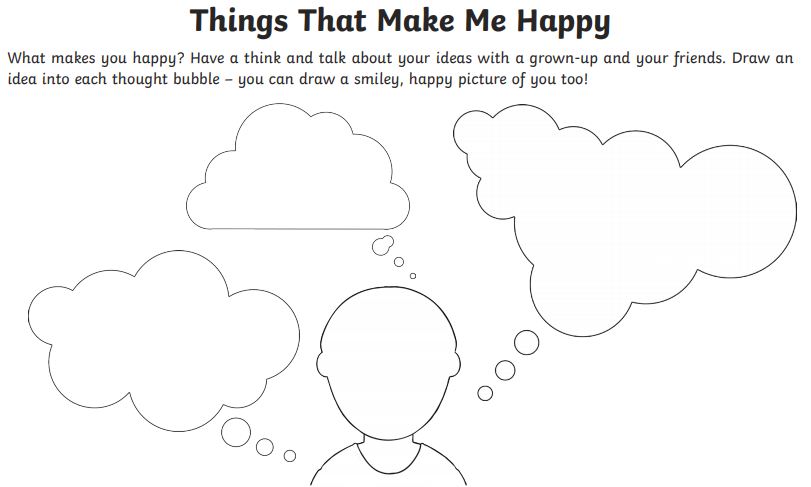 Things That Make Me Happy
What makes you happy? Have a think and talk about your ideas with a grown-up and your friends. Draw an
idea into each thought bubble – you can draw a smiley, happy picture of you too!